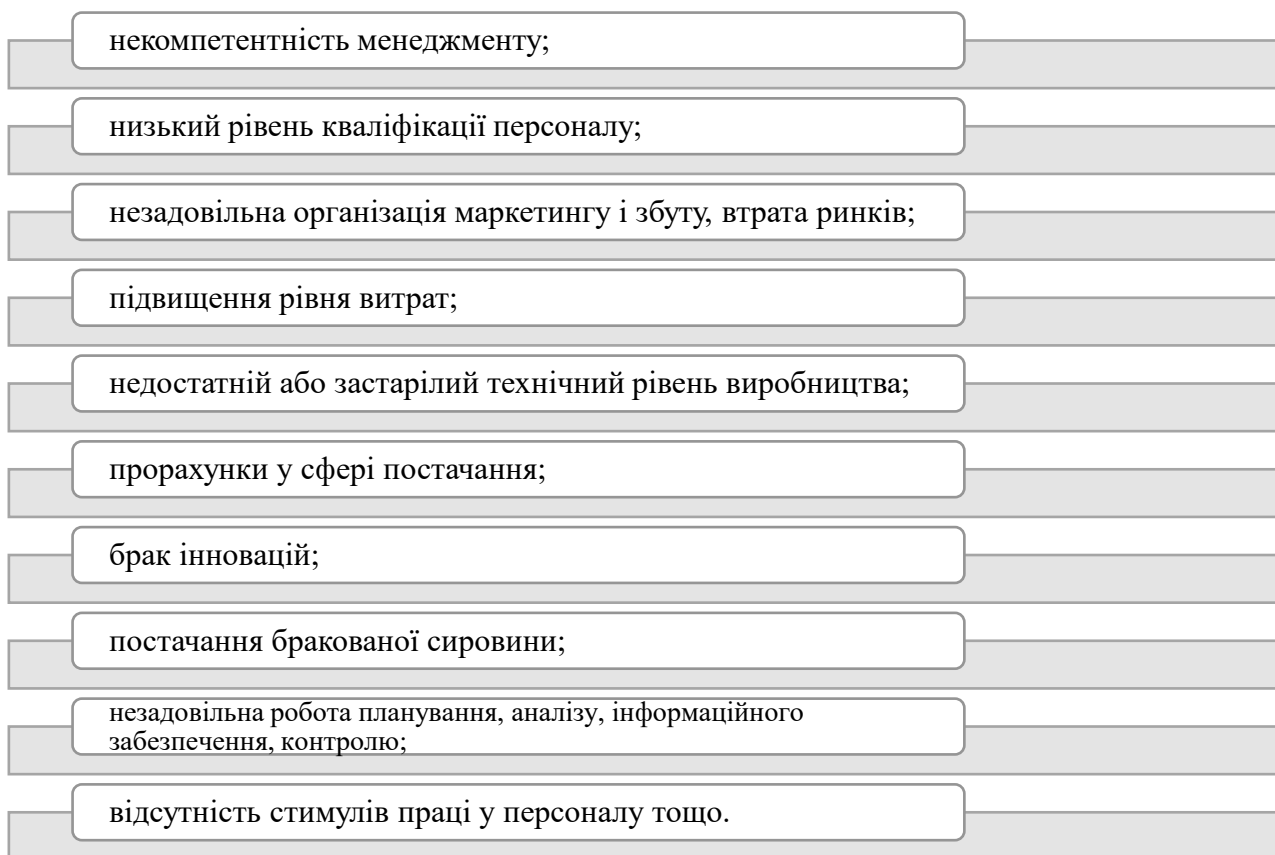 некомпетентність менеджменту;
низький рівень кваліфікації персоналу;
незадовільна організація маркетингу і збуту, втрата ринків;
підвищення рівня витрат;
недостатній або застарілий технічний рівень виробництва;
прорахунки у сфері постачання;
брак інновацій;
постачання бракованої сировини;
незадовільна робота планування, аналізу, інформаційного
забезпечення, контролю;
відсутність стимулів праці у персоналу тощо.